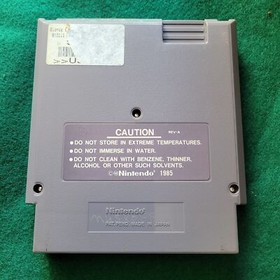 CAUTION
REV-A
•DO NOT STORE IN EXTREME TEMPERATURES.
•DO NOT IMMERSE IN WATER.
•DO NOT CLEAN WITH BENZENE, THINNER,
ALCOHOL OR OTHER SUCH SOLVENTS.
©Nintendo 1985
Nintendo